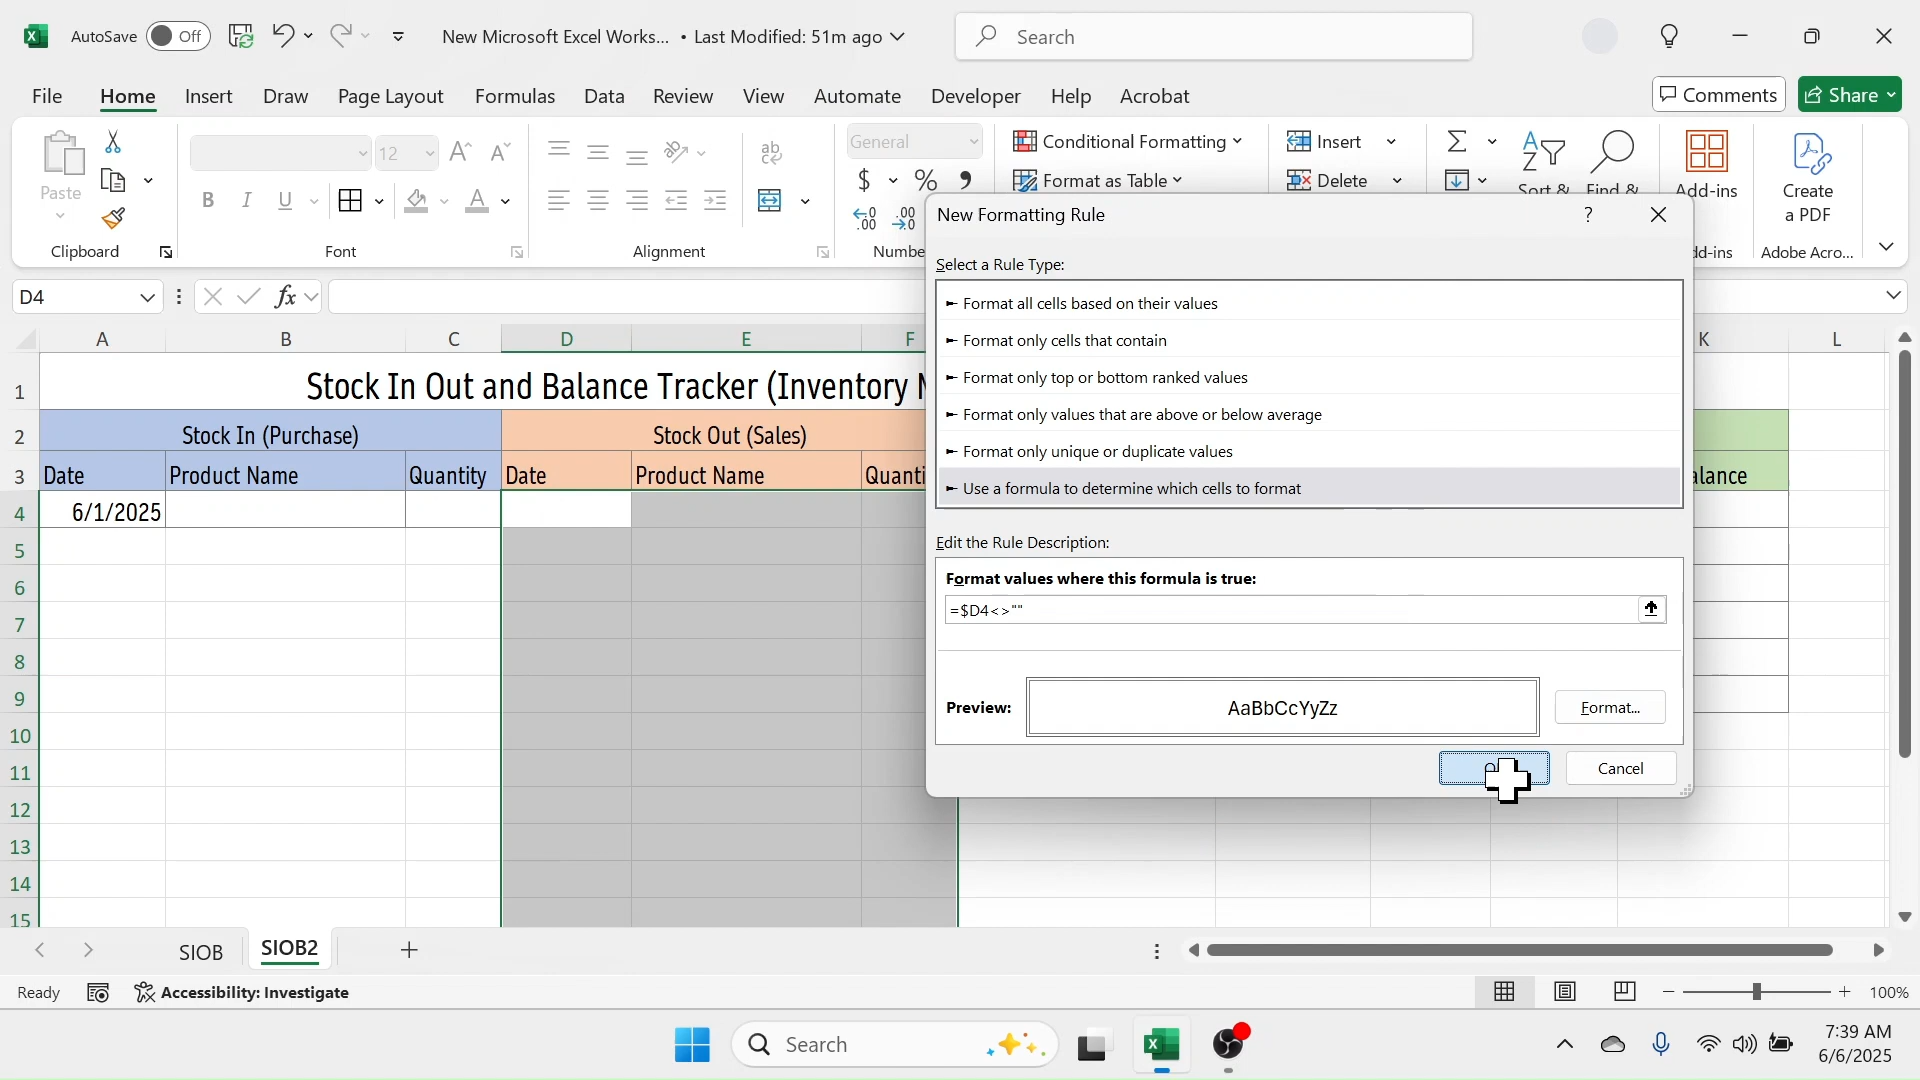 AutoSave Off New Microsoft Excel Works... • Last Modified: 51m ago Search
File Home Insert Draw Page Layout Formulas Data Review View Automate Developer Help Acrobat Comments Share
Paste 12 General Conditional Formatting Insert Sort & Find & Add-ins Create a PDF
B I U $ % Format as Table Delete
Clipboard Font Alignment Adobe Acro...
D4 fx
New Formatting Rule ?
Select a Rule Type:
► Format all cells based on their values
► Format only cells that contain
► Format only top or bottom ranked values
► Format only values that are above or below average
► Format only unique or duplicate values
► Use a formula to determine which cells to format
Edit the Rule Description:
Format values where this formula is true:
=$D4<>""
Preview: AaBbCcYyZz Format...
Cancel
A B C D E F K L
1 Stock In Out and Balance Tracker (Inventory
2 Stock In (Purchase) Stock Out (Sales)
3 Date Product Name Quantity Date Product Name
4 6/1/2025
5
6
7
8
9
10
11
12
13
14
15
SIOB SIOB2
Ready Accessibility: Investigate 100%
Search 7:39 AM
6/6/2025